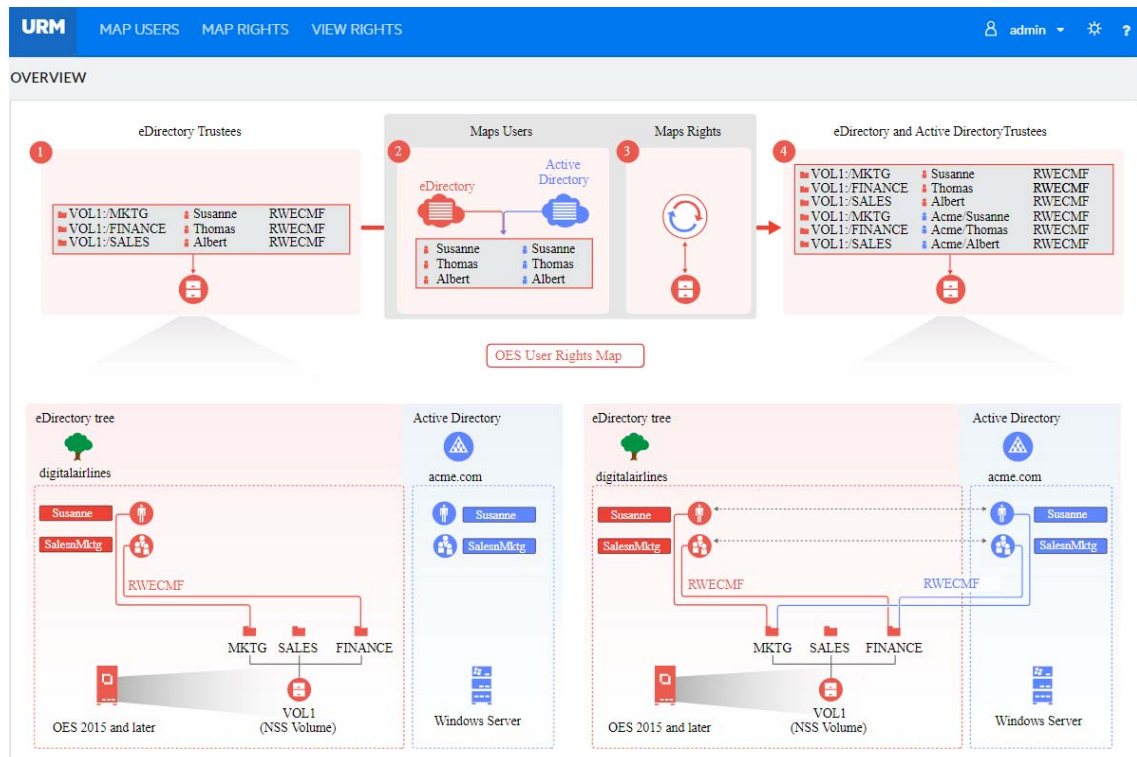 URM MAP USERS MAP RIGHTS VIEW RIGHTS admin ?
OVERVIEW
eDirectory Trustees
1
VOL1:/MKTG Susanne RWECMF
VOL1:/FINANCE Thomas RWECMF
VOL1:/SALES Albert RWECMF
Maps Users
2
eDirectory
Active
Directory
Susanne Susanne
Thomas Thomas
Albert Albert
Maps Rights
3
eDirectory and Active DirectoryTrustees
4
VOL1:/MKTG Susanne RWECMF
VOL1:/FINANCE Thomas RWECMF
VOL1:/SALES Albert RWECMF
VOL1:/MKTG Acme/Susanne RWECMF
VOL1:/FINANCE Acme/Thomas RWECMF
VOL1:/SALES Acme/Albert RWECMF
OES User Rights Map
eDirectory tree
digitalairlines
Susanne
SalesnMktg
RWECMF
MKTG SALES FINANCE
VOL1
(NSS Volume)
OES 2015 and later
Active Directory
acme.com
Susanne
SalesnMktg
Windows Server
eDirectory tree
digitalairlines
Susanne
SalesnMktg
RWECMF
RWECMF
MKTG SALES FINANCE
VOL1
(NSS Volume)
OES 2015 and later
Active Directory
acme.com
Susanne
SalesnMktg
Windows Server